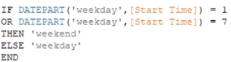 IF DATEPART('weekday',[Start Time]) = 1
OR DATEPART('weekday',[Start Time]) = 7
THEN 'weekend'
ELSE 'weekday'
END